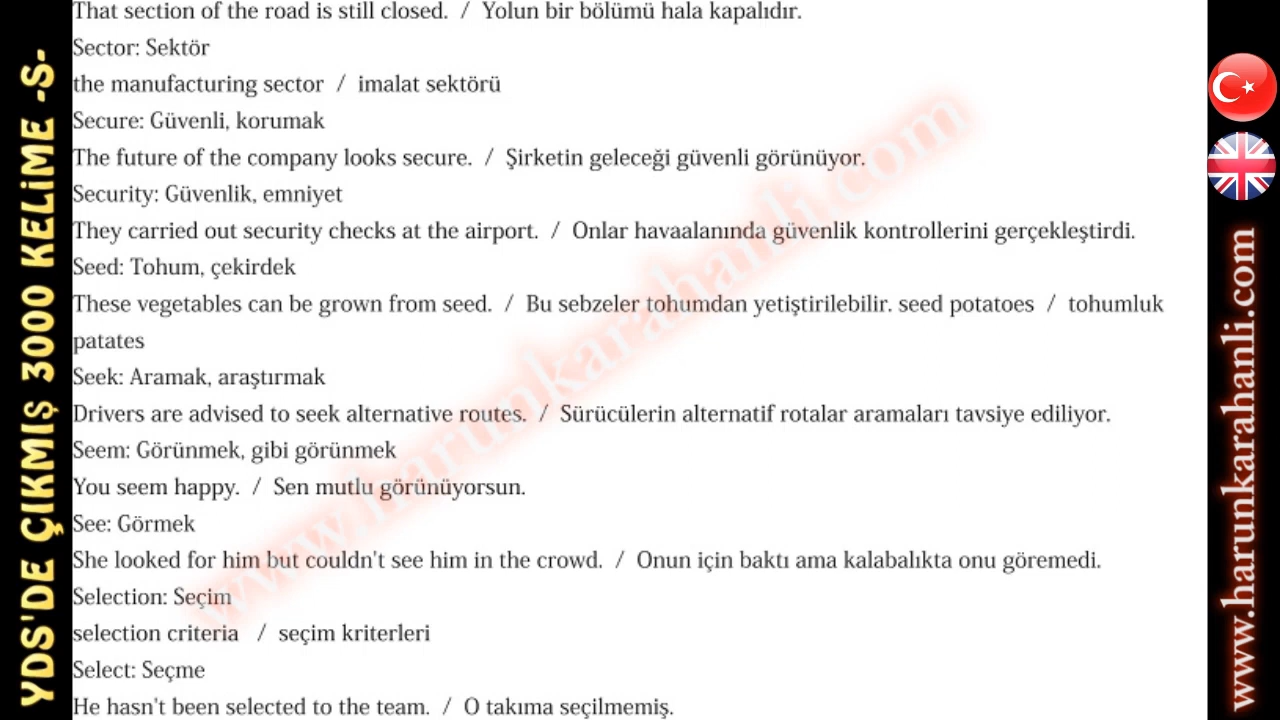 YDS'DE ÇIKMIŞ 3000 KELİME -S-
That section of the road is still closed. / Yolun bir bölümü hala kapalıdır.
Sector: Sektör
the manufacturing sector / imalat sektörü
Secure: Güvenli, korumak
The future of the company looks secure. / Şirketin geleceği güvenli görünüyor.
Security: Güvenlik, emniyet
They carried out security checks at the airport. / Onlar havaalanında güvenlik kontrollerini gerçekleştirdi.
Seed: Tohum, çekirdek
These vegetables can be grown from seed. / Bu sebzeler tohumdan yetiştirilebilir. seed potatoes / tohumluk
patates
Seek: Aramak, araştırmak
Drivers are advised to seek alternative routes. / Sürücülerin alternatif rotalar aramaları tavsiye ediliyor.
Seem: Görünmek, gibi görünmek
You seem happy. / Sen mutlu görünüyorsun.
See: Görmek
She looked for him but couldn't see him in the crowd. / Onun için baktı ama kalabalıkta onu göremedi.
Selection: Seçim
selection criteria / seçim kriterleri
Select: Seçme
He hasn't been selected to the team. / O takıma seçilmemiş.
www.harunkarahanli.com
www.harunkarahanli.com